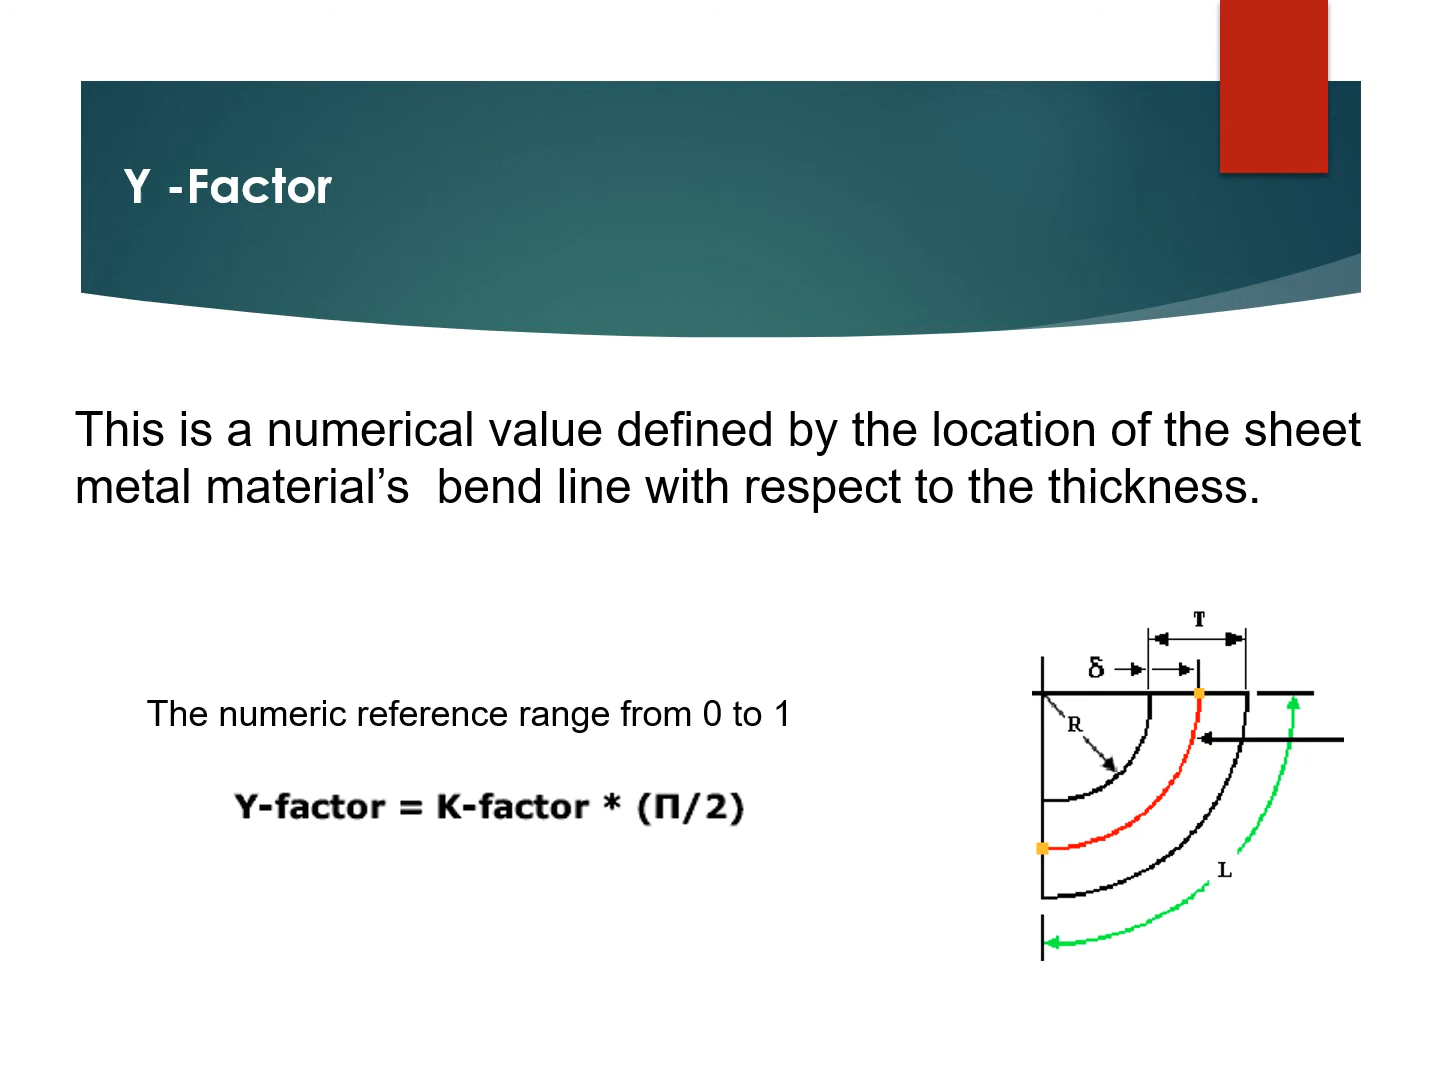 Y -Factor
This is a numerical value defined by the location of the sheet
metal material’s  bend line with respect to the thickness.
T
δ
R
The numeric reference range from 0 to 1
Y-factor = K-factor * (Π/2)
L